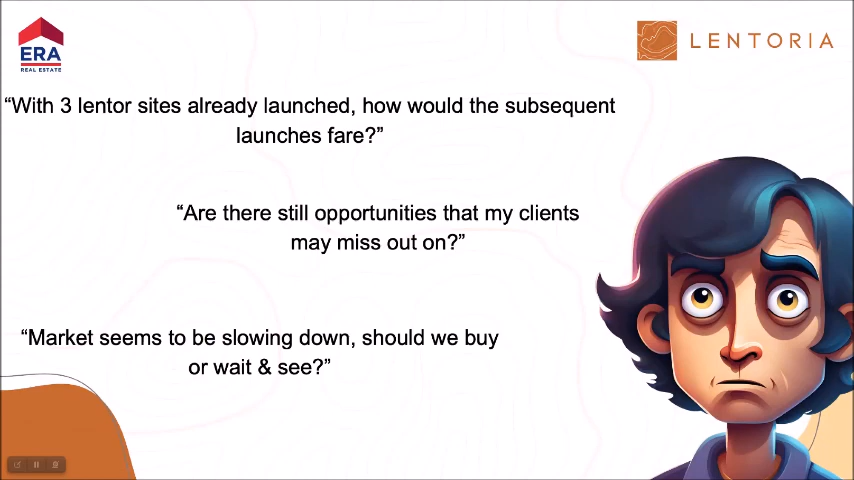 ERA
REAL ESTATE
LENTORIA
“With 3 lentor sites already launched, how would the subsequent
launches fare?”
“Are there still opportunities that my clients
may miss out on?”
“Market seems to be slowing down, should we buy
or wait & see?”